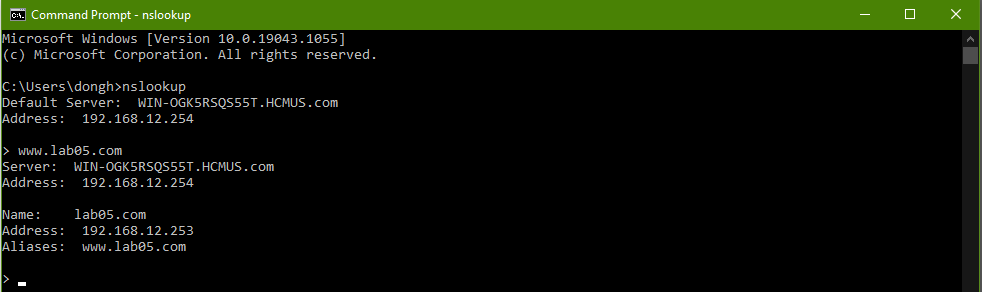 Command Prompt - nslookup
Microsoft Windows [Version 10.0.19043.1055]
(c) Microsoft Corporation. All rights reserved.
C:\Users\dongh>nslookup
Default Server:  WIN-OGK5RSQS55T.HCMUS.com
Address:  192.168.12.254
> www.lab05.com
Server:  WIN-OGK5RSQS55T.HCMUS.com
Address:  192.168.12.254
Name:    lab05.com
Address:  192.168.12.253
Aliases:  www.lab05.com
>